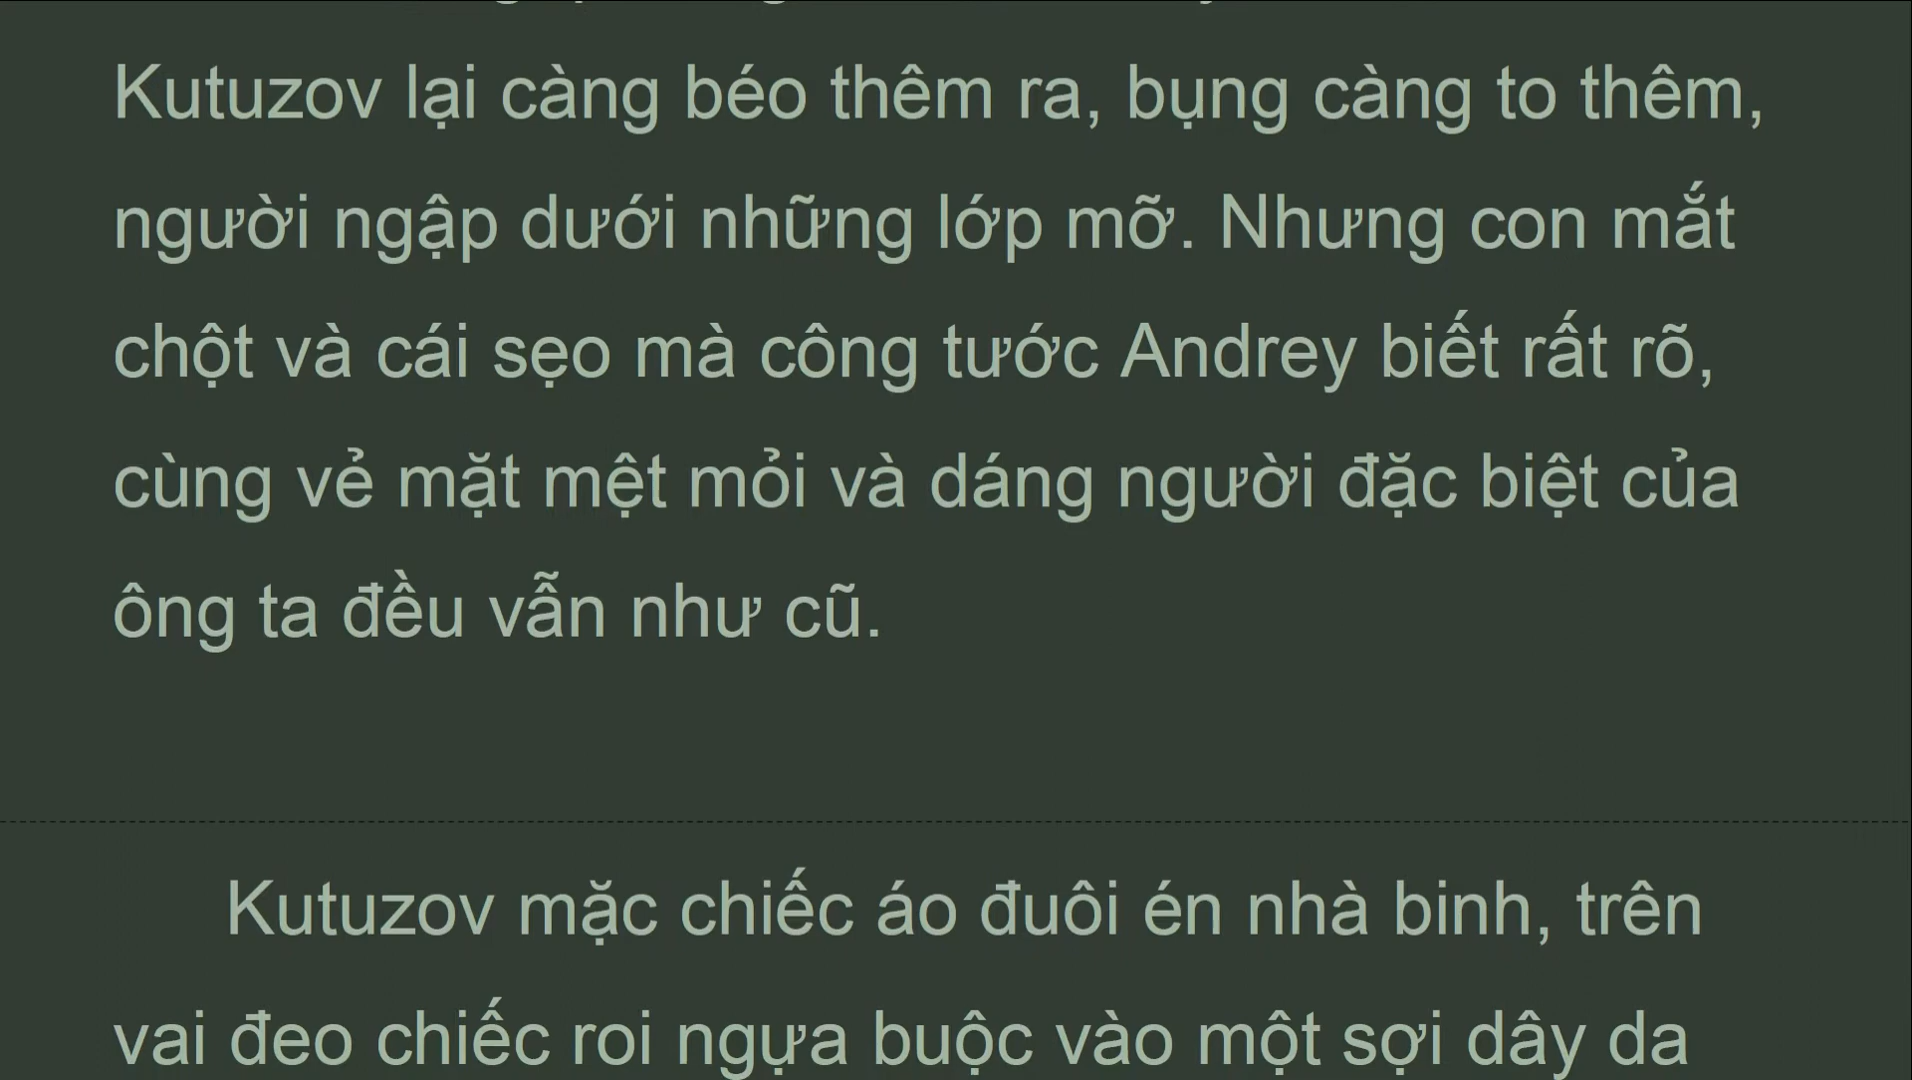 Kutuzov lại càng béo thêm ra, bụng càng to thêm,
người ngập dưới những lớp mỡ. Nhưng con mắt
chột và cái sẹo mà công tước Andrey biết rất rõ,
cùng vẻ mặt mệt mỏi và dáng người đặc biệt của
ông ta đều vẫn như cũ.
Kutuzov mặc chiếc áo đuôi én nhà binh, trên
vai đeo chiếc roi ngựa buộc vào một sợi dây da